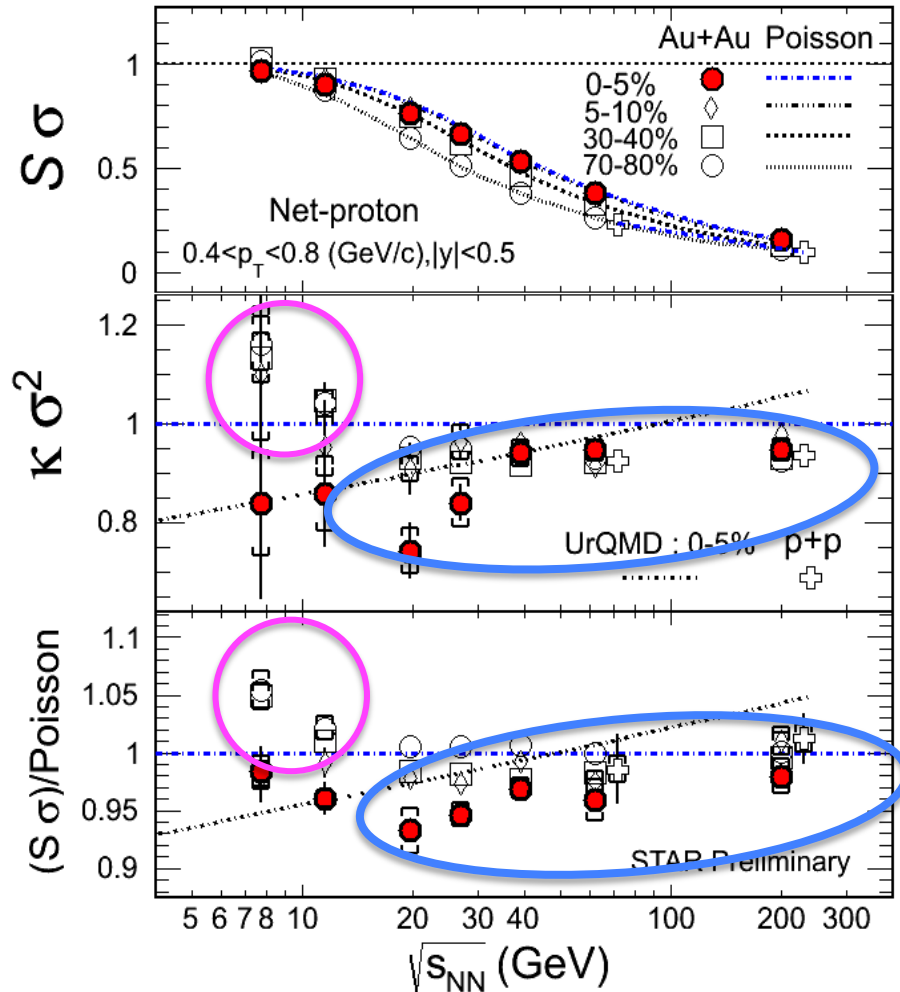 S σ
1
0.5
0
Au+Au Poisson
0-5%
5-10%
30-40%
70-80%
Net-proton
0.4<p_T<0.8 (GeV/c),|y|<0.5
κ σ²
1.2
1
0.8
UrQMD : 0-5% p+p
(S σ)/Poisson
1.1
1.05
1
0.95
0.9
STAR Preliminary
5 6 7 8 10 20 30 40 100 200 300
√s_NN (GeV)